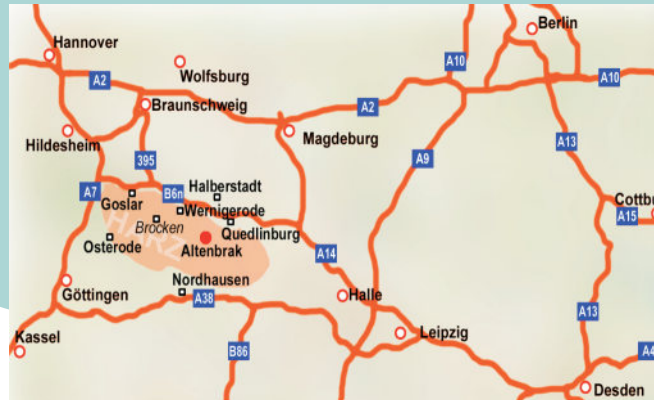 Berlin
Hannover
A10
Wolfsburg
A10
A2
Braunschweig
A2
Magdeburg
Hildesheim
A13
395
A9
A7
B6n
Halberstadt
Goslar
Wernigerode
Cottbu
A15
Brocken
Quedlinburg
HARZ
Osterode
Altenbrak
A14
Göttingen
Nordhausen
A38
Halle
A13
Kassel
Leipzig
B86
A4
Desden